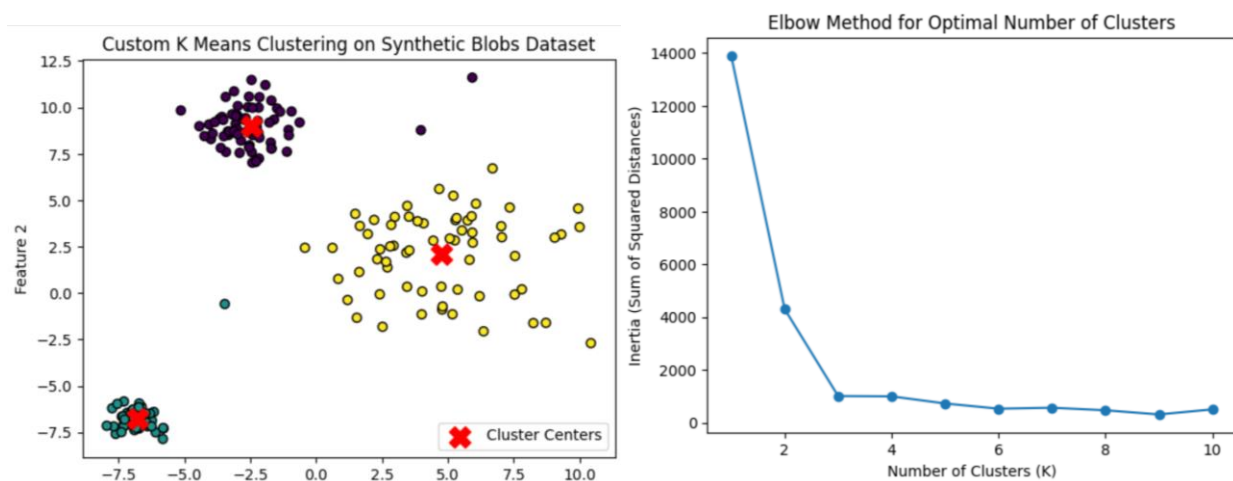 Custom K Means Clustering on Synthetic Blobs Dataset
12.5
10.0
7.5
5.0
2.5
0.0
-2.5
-5.0
-7.5
Feature 2
Cluster Centers
-7.5 -5.0 -2.5 0.0 2.5 5.0 7.5 10.0
Elbow Method for Optimal Number of Clusters
14000
12000
10000
8000
6000
4000
2000
0
Inertia (Sum of Squared Distances)
2 4 6 8 10
Number of Clusters (K)